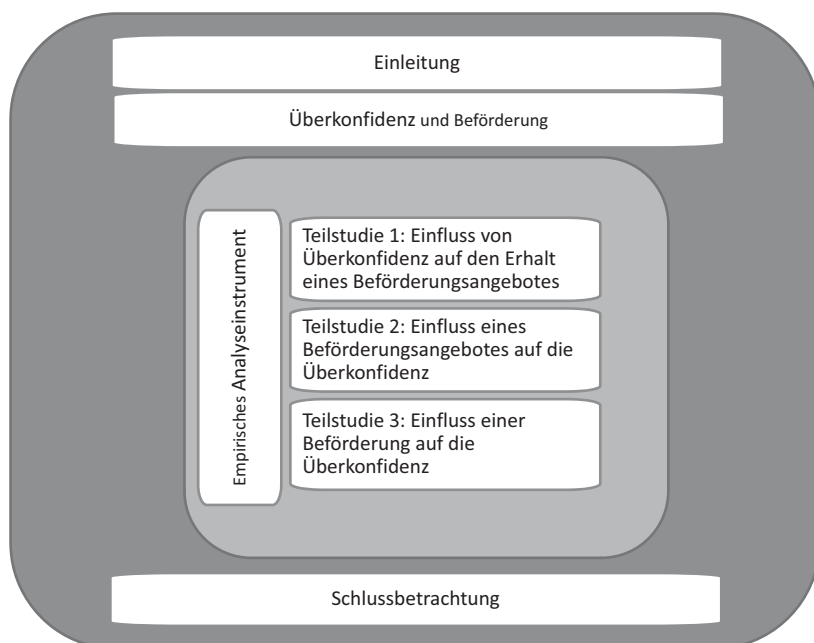 Einleitung
Überkonfidenz und Beförderung
Empirisches Analyseinstrument
Teilstudie 1: Einfluss von
Überkonfidenz auf den Erhalt
eines Beförderungsangebotes
Teilstudie 2: Einfluss eines
Beförderungsangebotes auf die
Überkonfidenz
Teilstudie 3: Einfluss einer
Beförderung auf die
Überkonfidenz
Schlussbetrachtung